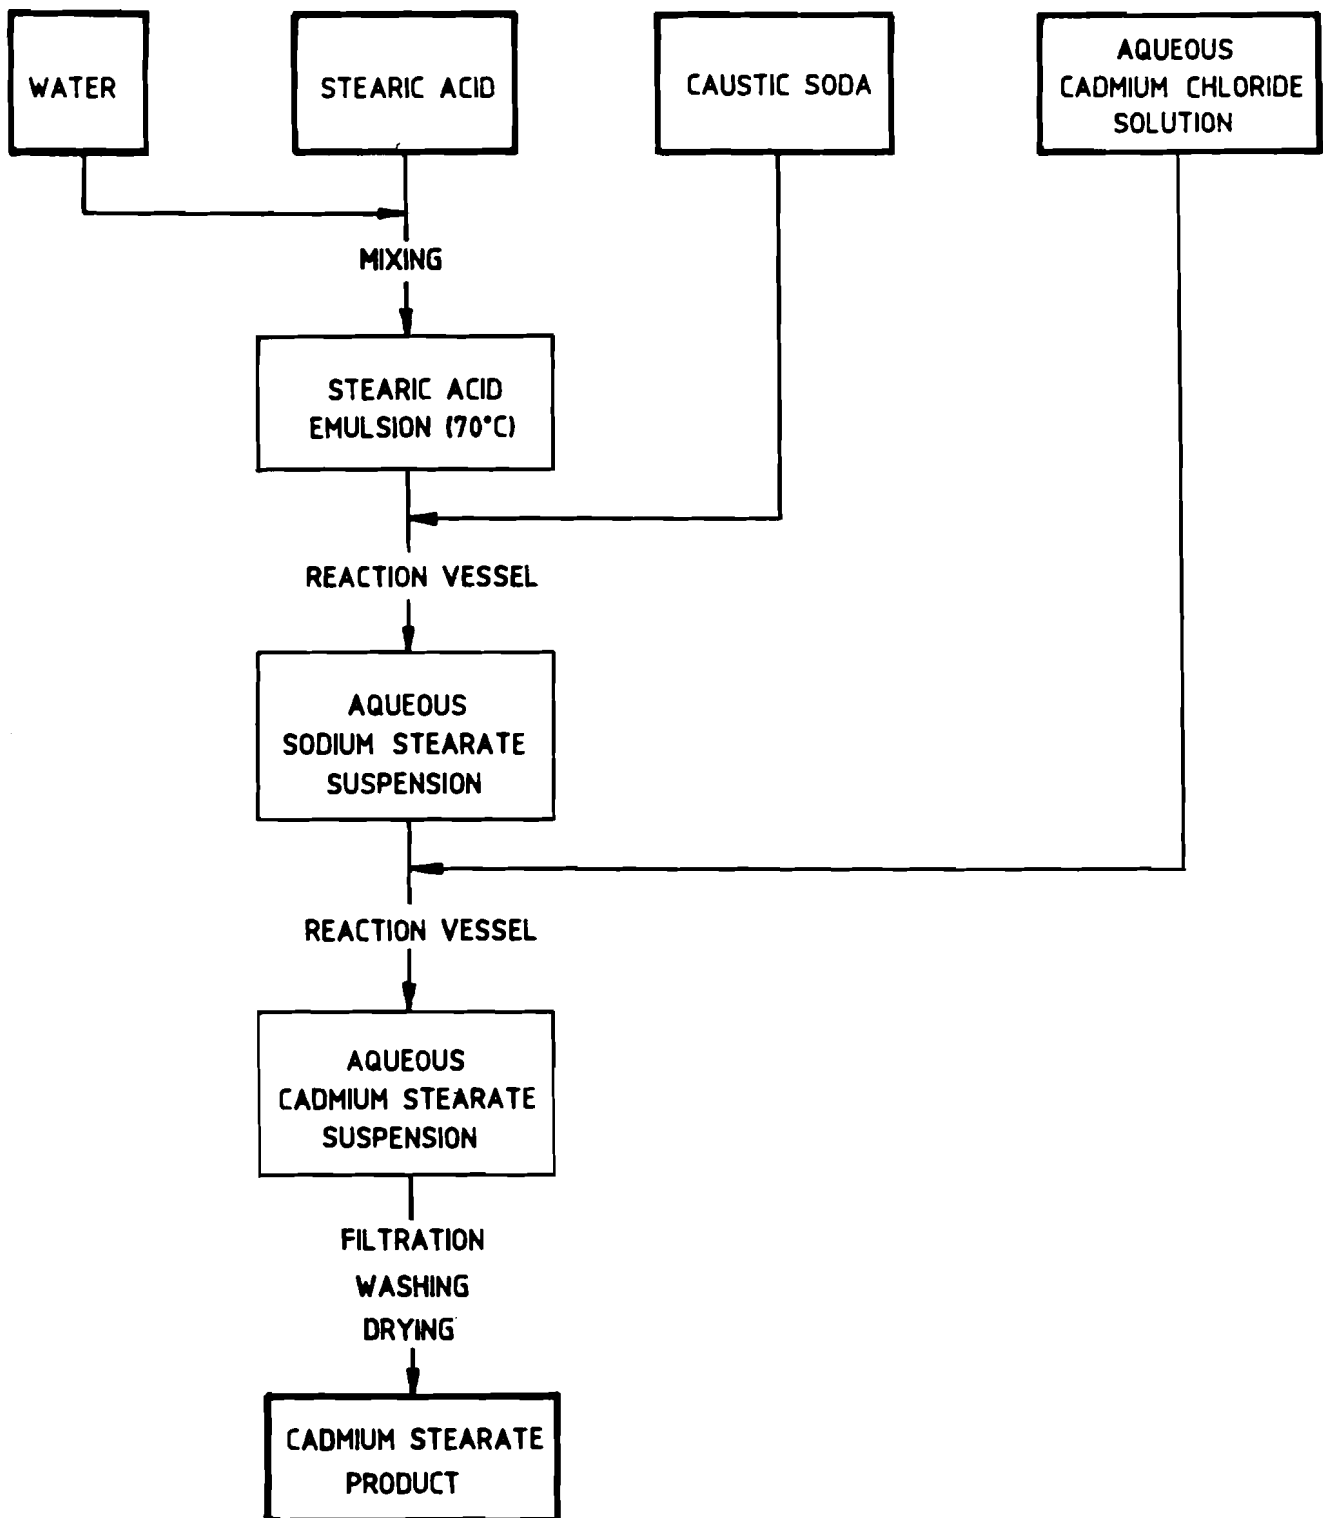 WATER
STEARIC ACID
CAUSTIC SODA
AQUEOUS
CADMIUM CHLORIDE
SOLUTION
MIXING
STEARIC ACID
EMULSION (70°C)
REACTION VESSEL
AQUEOUS
SODIUM STEARATE
SUSPENSION
REACTION VESSEL
AQUEOUS
CADMIUM STEARATE
SUSPENSION
FILTRATION
WASHING
DRYING
CADMIUM STEARATE
PRODUCT